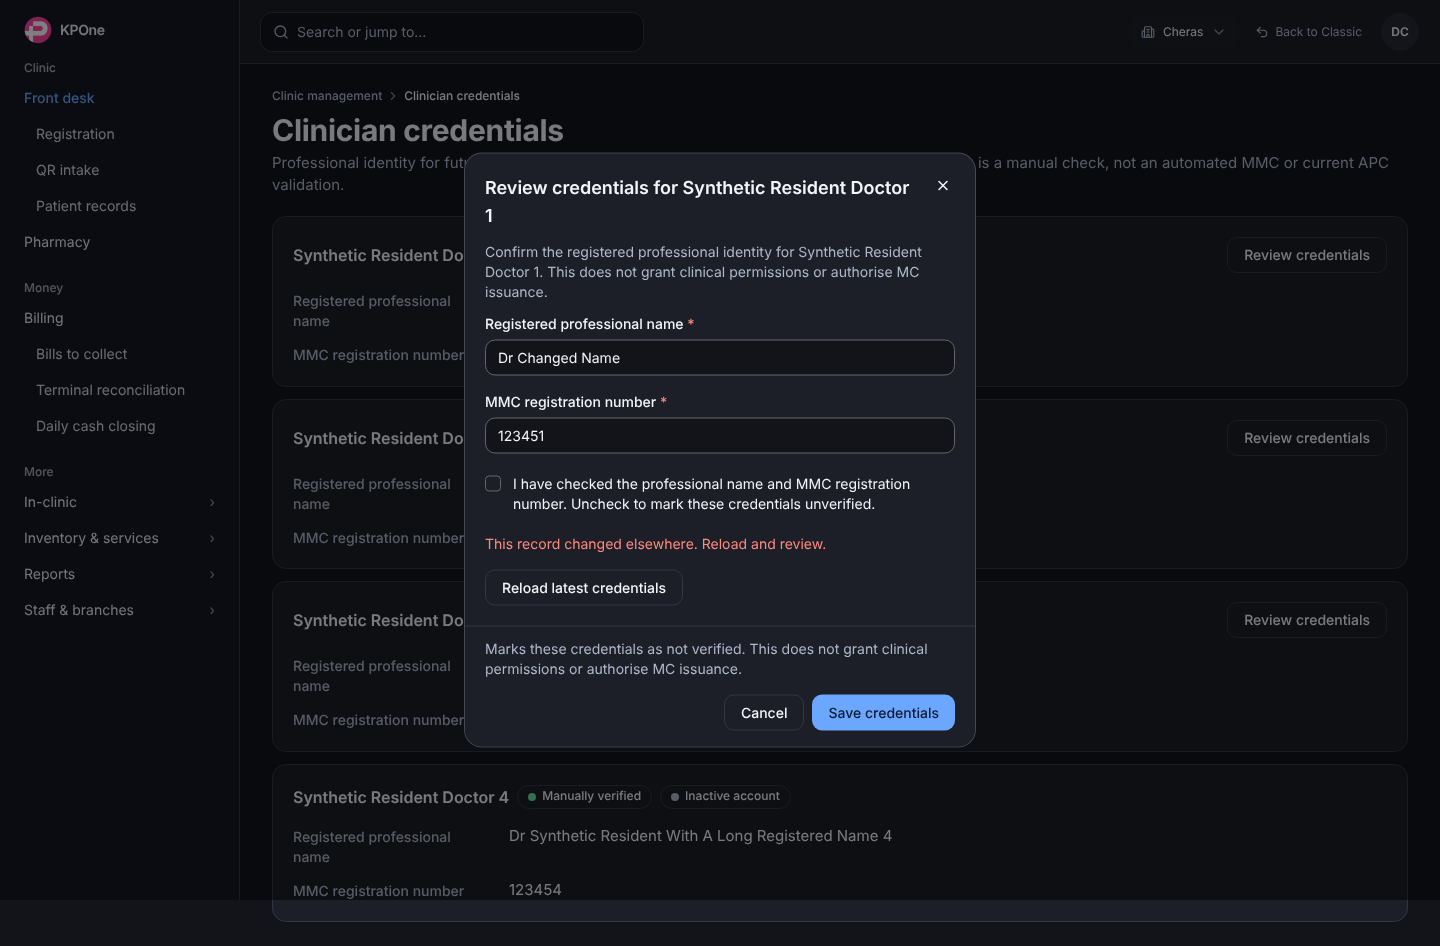 KPOne
Search or jump to...
Cheras
Back to Classic
DC
Clinic
Front desk
Registration
QR intake
Patient records
Pharmacy
Money
Billing
Bills to collect
Terminal reconciliation
Daily cash closing
More
In-clinic
Inventory & services
Reports
Staff & branches
Clinic management > Clinician credentials
Clinician credentials
Professional identity for
is a manual check, not an automated MMC or current APC
validation.
Synthetic Resident
Review credentials
Registered professional
name
MMC registration number
Synthetic Resident
Review credentials
Registered professional
name
MMC registration number
Synthetic Resident
Review credentials
Registered professional
name
MMC registration number
Synthetic Resident Doctor 4
Manually verified
Inactive account
Registered professional
name
Dr Synthetic Resident With A Long Registered Name 4
MMC registration number
123454
Review credentials for Synthetic Resident Doctor
1
Confirm the registered professional identity for Synthetic Resident
Doctor 1. This does not grant clinical permissions or authorise MC
issuance.
Registered professional name *
Dr Changed Name
MMC registration number *
123451
I have checked the professional name and MMC registration
number. Uncheck to mark these credentials unverified.
This record changed elsewhere. Reload and review.
Reload latest credentials
Marks these credentials as not verified. This does not grant clinical
permissions or authorise MC issuance.
Cancel
Save credentials